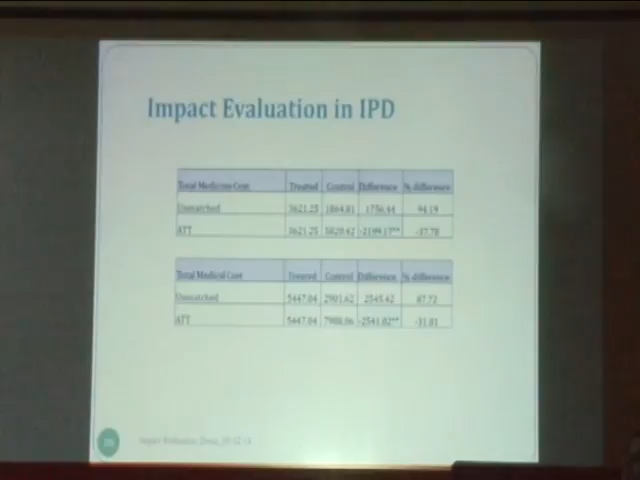 Impact Evaluation in IPD
Total Medicine Cost Treated Control Difference % difference
Unmatched 3621.25 1864.81 1756.44 94.19
ATT 3621.25 5820.42 -2199.17** -37.78
Total Medical Cost Treated Control Difference % difference
Unmatched 5447.04 2901.62 2545.42 87.72
ATT 5447.04 7988.06 -2541.02** -31.81
Impact Evaluation